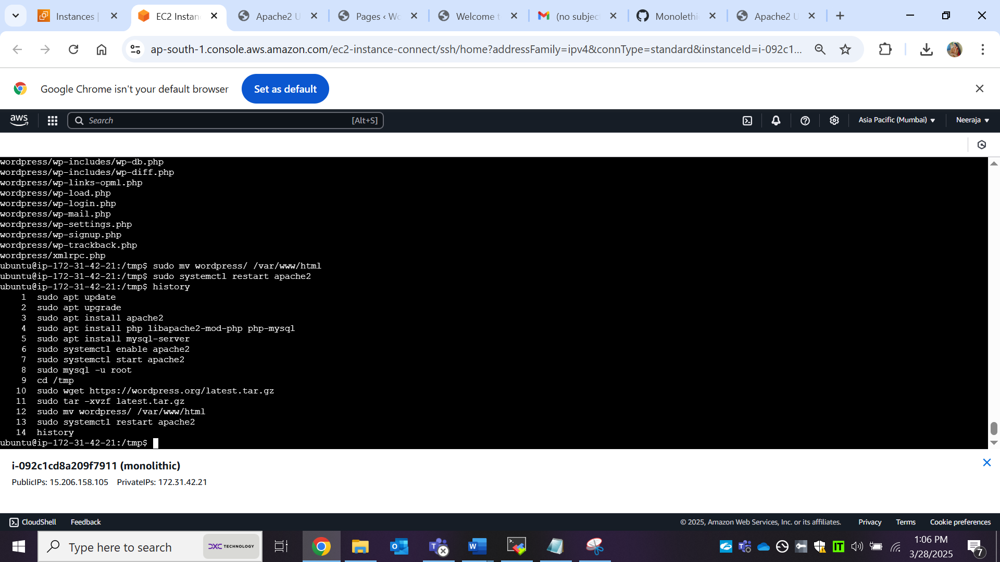 Instances |
EC2 Instan
Apache2 U
Pages ‹ Wo
Welcome t
(no subjec
Monolethi
Apache2 U
ap-south-1.console.aws.amazon.com/ec2-instance-connect/ssh/home?addressFamily=ipv4&connType=standard&instanceId=i-092c1...
Google Chrome isn't your default browser
Set as default
aws
Search
[Alt+S]
Asia Pacific (Mumbai)
Neeraja
wordpress/wp-includes/wp-db.php
wordpress/wp-includes/wp-diff.php
wordpress/wp-links-opml.php
wordpress/wp-load.php
wordpress/wp-login.php
wordpress/wp-mail.php
wordpress/wp-settings.php
wordpress/wp-signup.php
wordpress/wp-trackback.php
wordpress/xmlrpc.php
ubuntu@ip-172-31-42-21:/tmp$ sudo mv wordpress/ /var/www/html
ubuntu@ip-172-31-42-21:/tmp$ sudo systemctl restart apache2
ubuntu@ip-172-31-42-21:/tmp$ history
1 sudo apt update
2 sudo apt upgrade
3 sudo apt install apache2
4 sudo apt install php libapache2-mod-php php-mysql
5 sudo apt install mysql-server
6 sudo systemctl enable apache2
7 sudo systemctl start apache2
8 sudo mysql -u root
9 cd /tmp
10 sudo wget https://wordpress.org/latest.tar.gz
11 sudo tar -xvzf latest.tar.gz
12 sudo mv wordpress/ /var/www/html
13 sudo systemctl restart apache2
14 history
ubuntu@ip-172-31-42-21:/tmp$
i-092c1cd8a209f7911 (monolithic)
PublicIPs: 15.206.158.105 PrivateIPs: 172.31.42.21
CloudShell
Feedback
© 2025, Amazon Web Services, Inc. or its affiliates.
Privacy
Terms
Cookie preferences
Type here to search
DXC TECHNOLOGY
1:06 PM
3/28/2025
7